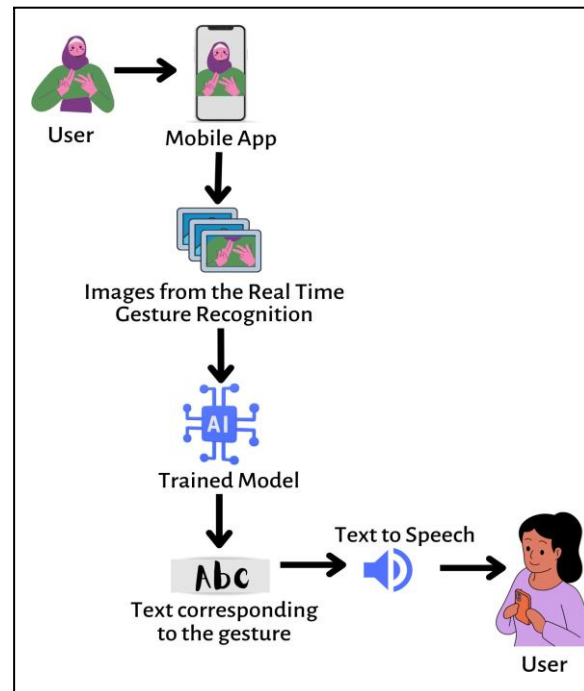 User
Mobile App
Images from the Real Time
Gesture Recognition
AI
Trained Model
Abc
Text corresponding
to the gesture
Text to Speech
User